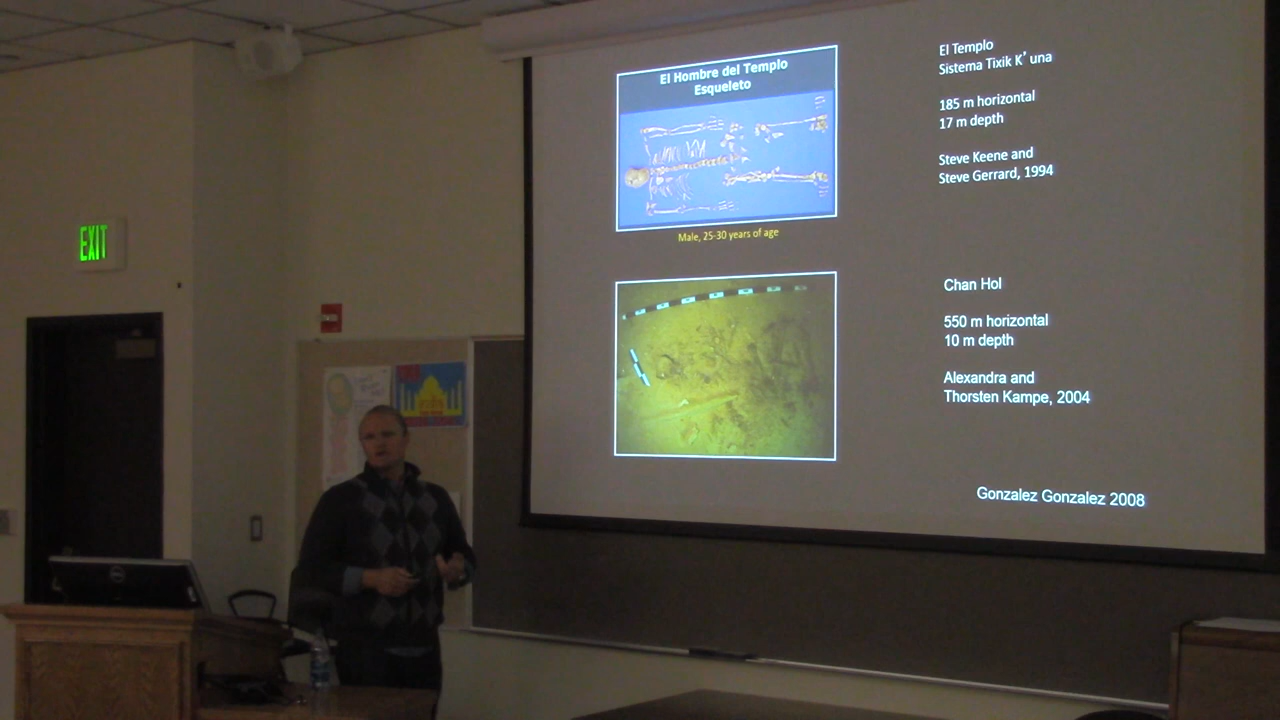 El Hombre del Templo
Esqueleto
Male, 25-30 years of age
El Templo
Sistema Tixik K' una
185 m horizontal
17 m depth
Steve Keene and
Steve Gerrard, 1994
Chan Hol
550 m horizontal
10 m depth
Alexandra and
Thorsten Kampe, 2004
Gonzalez Gonzalez 2008
EXIT
DELL